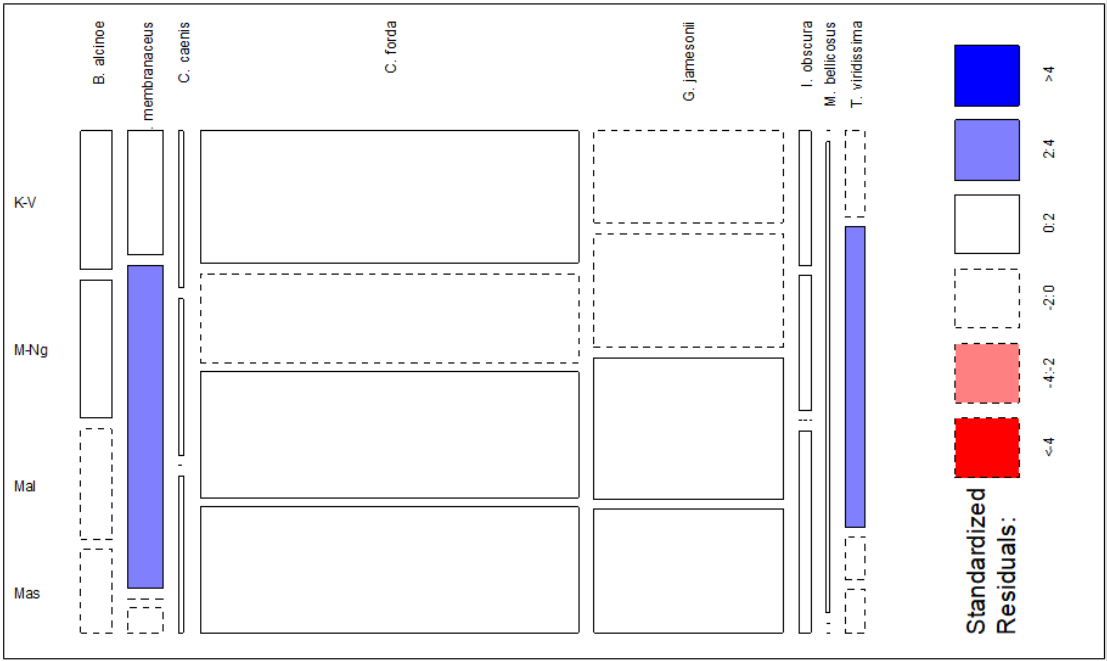 B. alcinoe
. membranaceus
C. caenis
C. forda
G. jamesonii
I. obscura
M. bellicosus
T. viridissima
K-V
M-Ng
Mal
Mas
>4
2:4
0:2
-2:0
-4:-2
<-4
Standardized
Residuals: